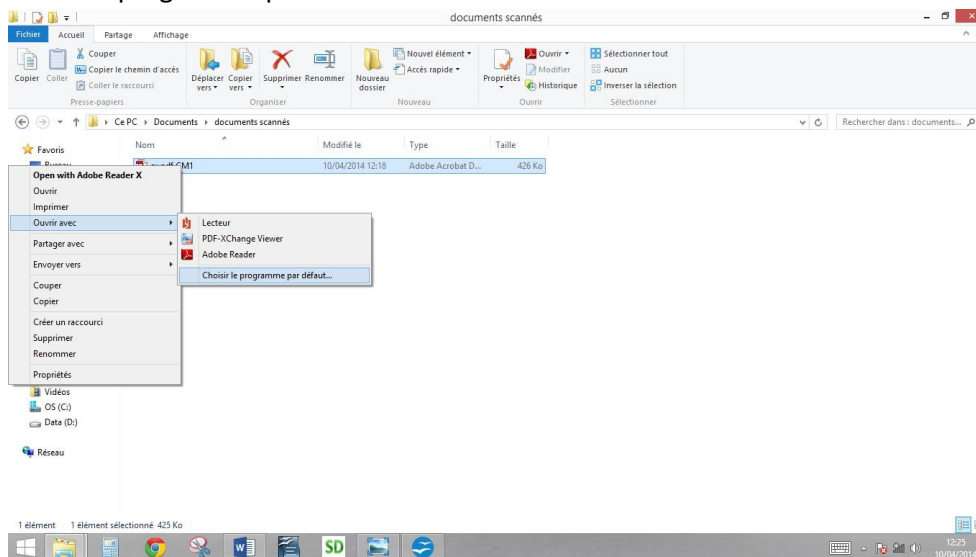 documents scannés
Fichier Accueil Partage Affichage
Copier
Coller
Couper
Copier le chemin d'accès
Coller le raccourci
Déplacer vers
Copier vers
Supprimer
Renommer
Nouveau dossier
Nouvel élément
Accès rapide
Propriétés
Ouvrir
Modifier
Historique
Sélectionner tout
Aucun
Inverser la sélection
Presse-papiers Organiser Nouveau Ouvrir Sélectionner
Ce PC Documents documents scannés
Rechercher dans : documents...
Favoris
Nom Modifié le Type Taille
CM1 10/04/2014 12:18 Adobe Acrobat D... 426 Ko
Open with Adobe Reader X
Ouvrir
Imprimer
Ouvrir avec
Partager avec
Envoyer vers
Couper
Copier
Créer un raccourci
Supprimer
Renommer
Propriétés
Lecteur
PDF-XChange Viewer
Adobe Reader
Choisir le programme par défaut...
Vidéos
OS (C:)
Data (D:)
Réseau
1 élément 1 élément sélectionné 425 Ko
W
SD
12:25
10/04/2014